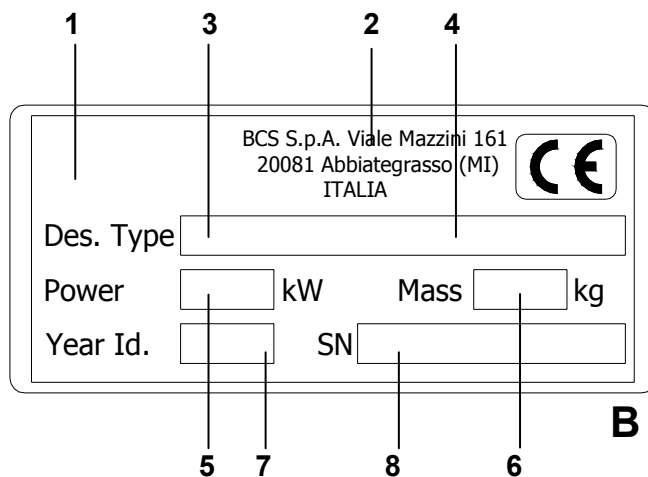 1 3 2 4
BCS S.p.A. Viale Mazzini 161
20081 Abbiategrasso (MI)
ITALIA
CE
Des. Type
Power kW Mass kg
Year Id. SN
B
5 7 8 6